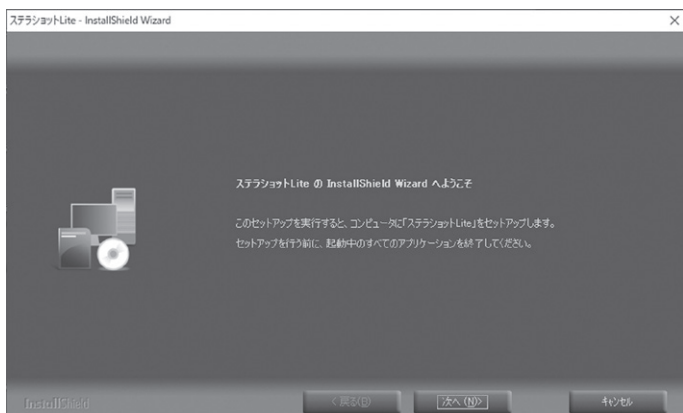 ステラショットLite - InstallShield Wizard
ステラショットLite の InstallShield Wizard へようこそ
このセットアップを実行すると、コンピュータに「ステラショットLite」をセットアップします。
セットアップを行う前に、起動中のすべてのアプリケーションを終了してください。
InstallShield
< 戻る(B)
次へ (N)>
キャンセル